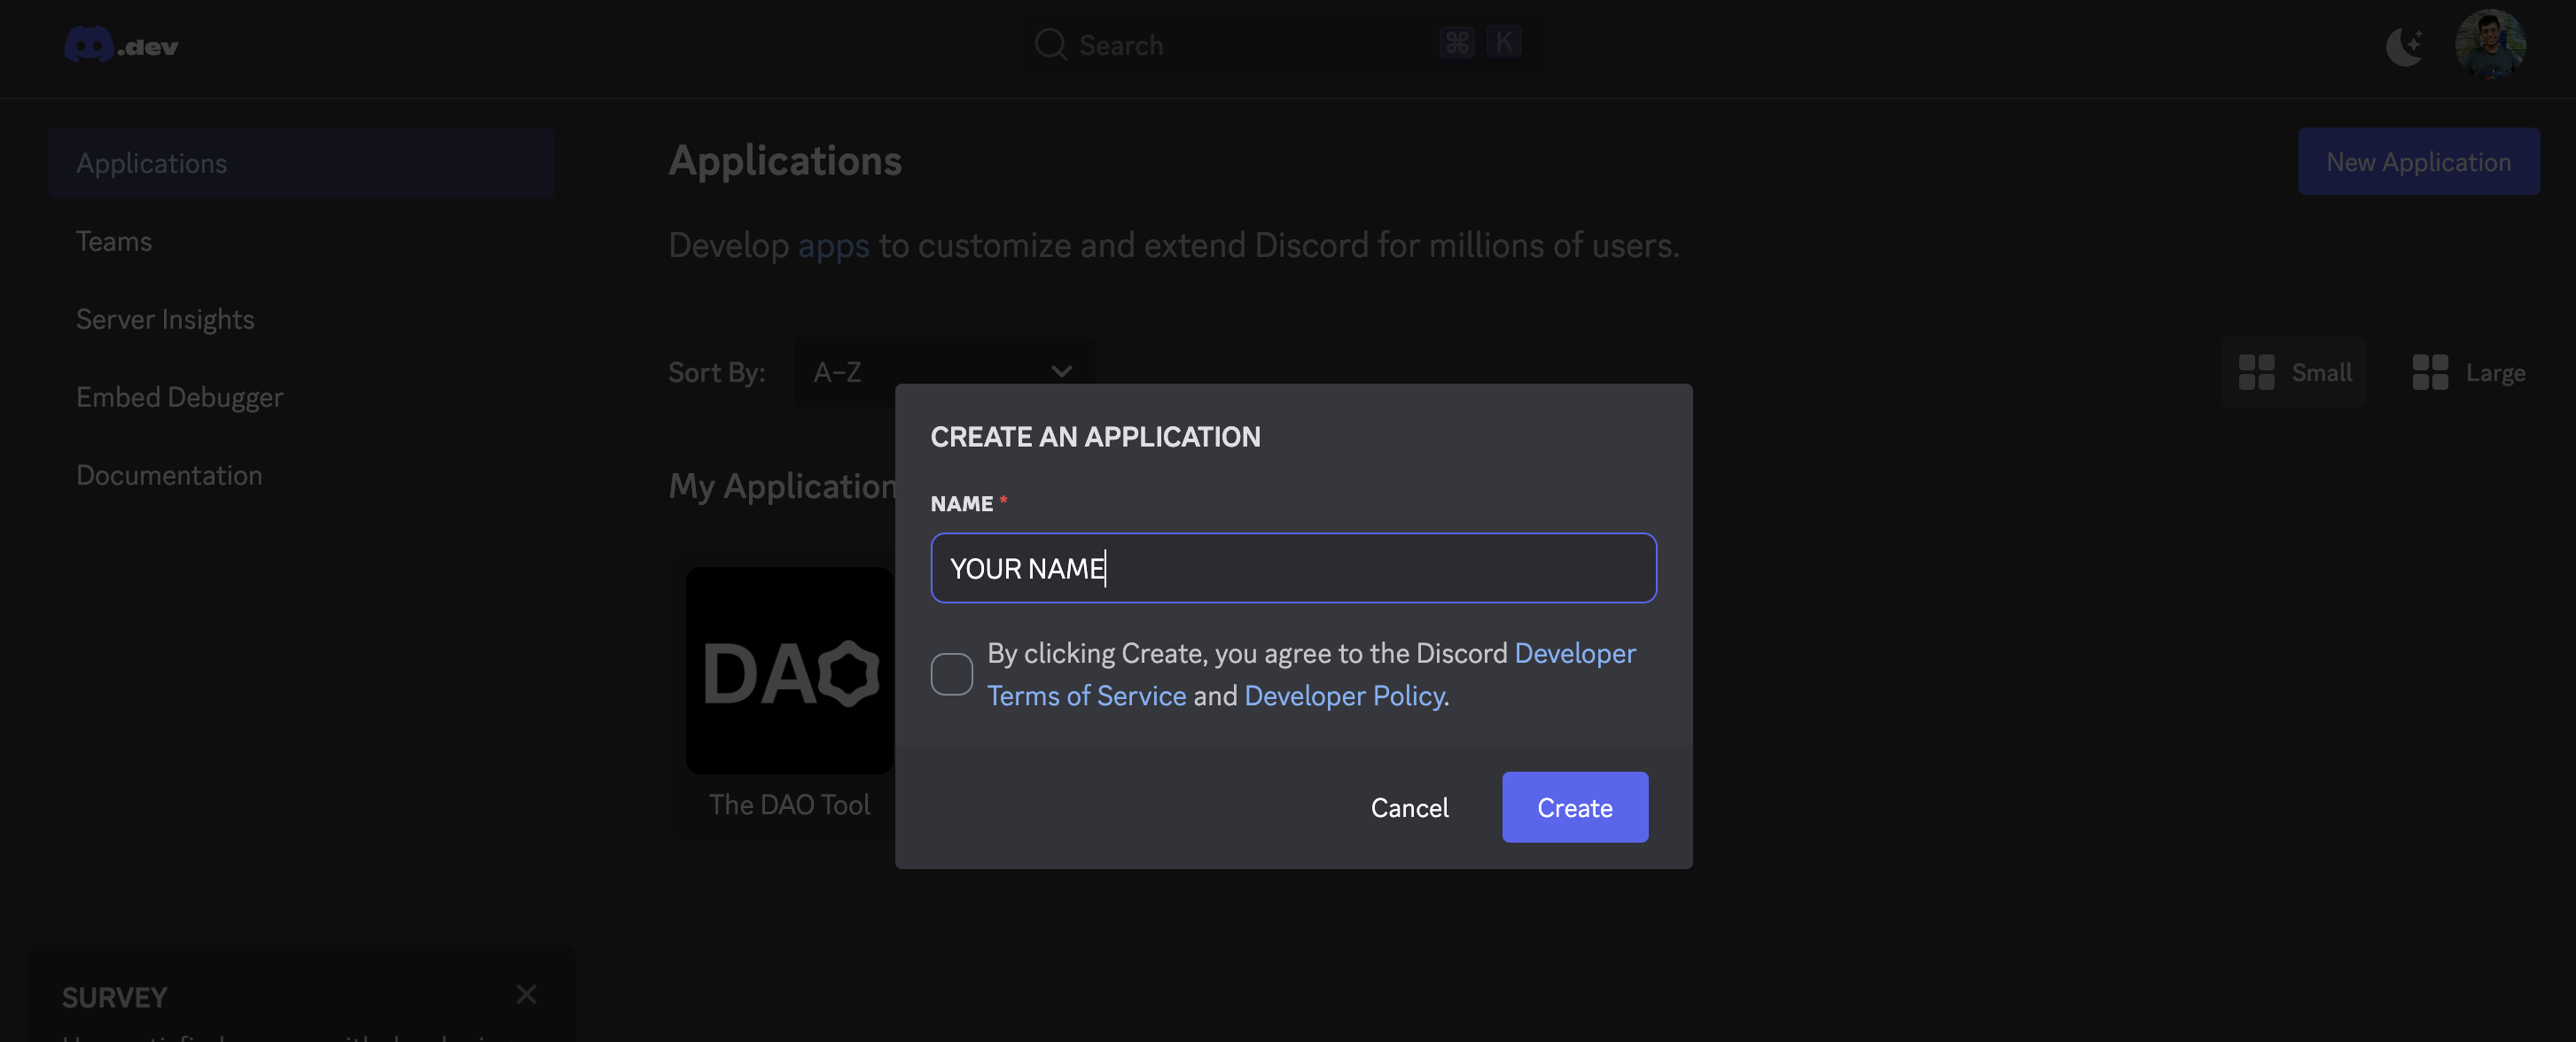 .dev
Search
⌘ K
Applications
Teams
Server Insights
Embed Debugger
Documentation
Applications
New Application
Develop apps to customize and extend Discord for millions of users.
Sort By: A–Z
Small
Large
My Application
DAO
The DAO Tool
CREATE AN APPLICATION
NAME *
YOUR NAME
By clicking Create, you agree to the Discord Developer
Terms of Service and Developer Policy.
Cancel
Create
SURVEY